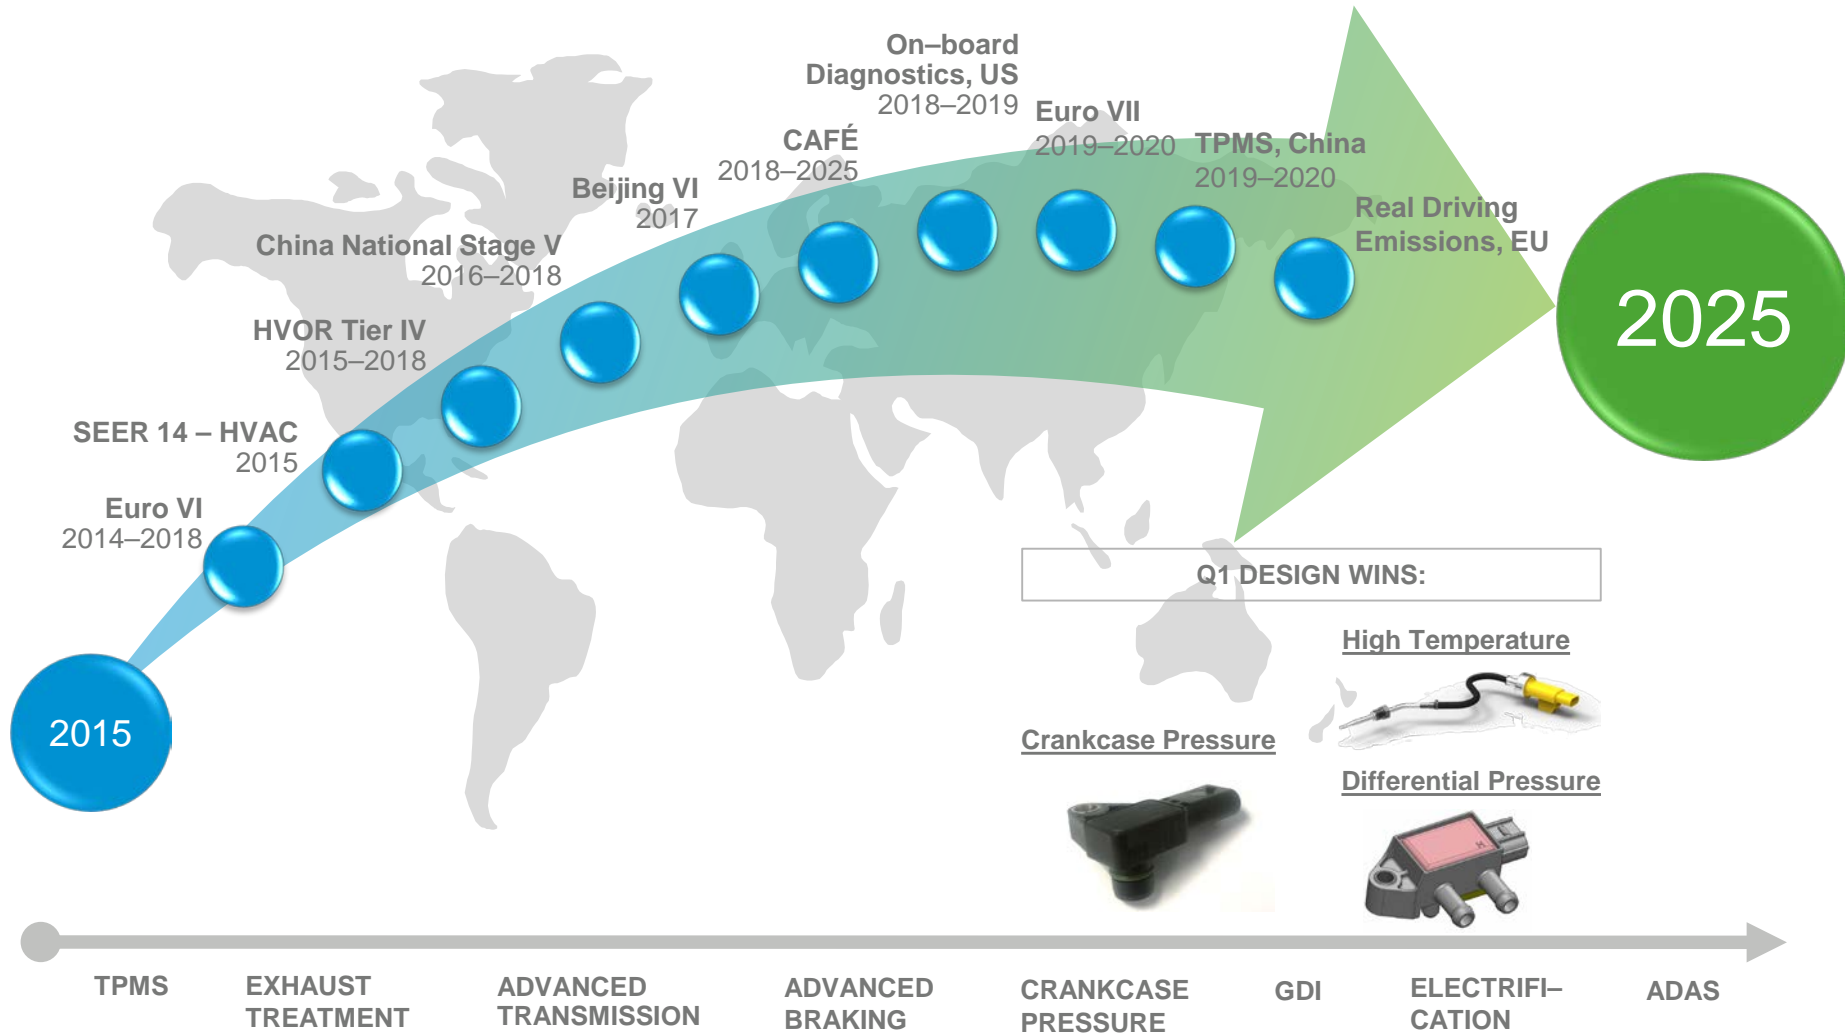 On–board
Diagnostics, US
2018–2019
Euro VII
2019–2020
TPMS, China
2019–2020
CAFÉ
2018–2025
Beijing VI
2017
Real Driving
Emissions, EU
China National Stage V
2016–2018
HVOR Tier IV
2015–2018
SEER 14 – HVAC
2015
Euro VI
2014–2018
2025
2015
Q1 DESIGN WINS:
High Temperature
Crankcase Pressure
Differential Pressure
TPMS
EXHAUST
TREATMENT
ADVANCED
TRANSMISSION
ADVANCED
BRAKING
CRANKCASE
PRESSURE
GDI
ELECTRIFI–
CATION
ADAS